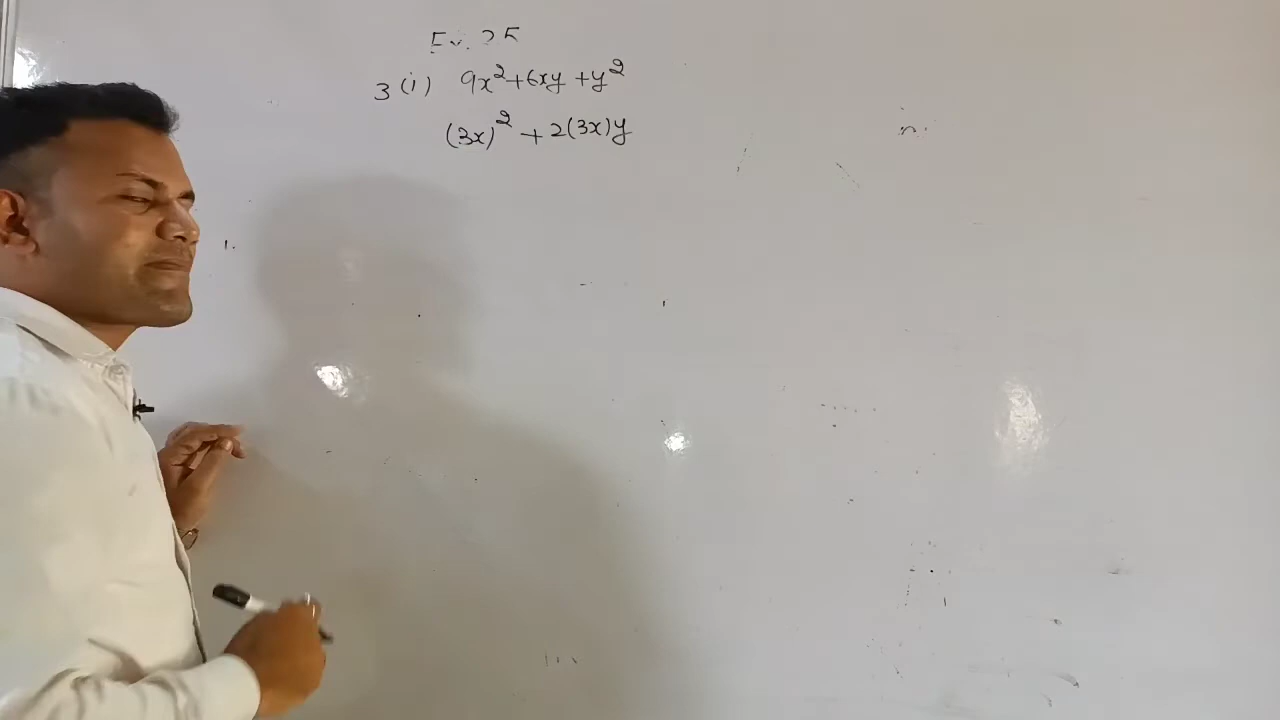 Ex. 2.5
3 (i) 9x² + 6xy + y²
(3x)² + 2(3x)y